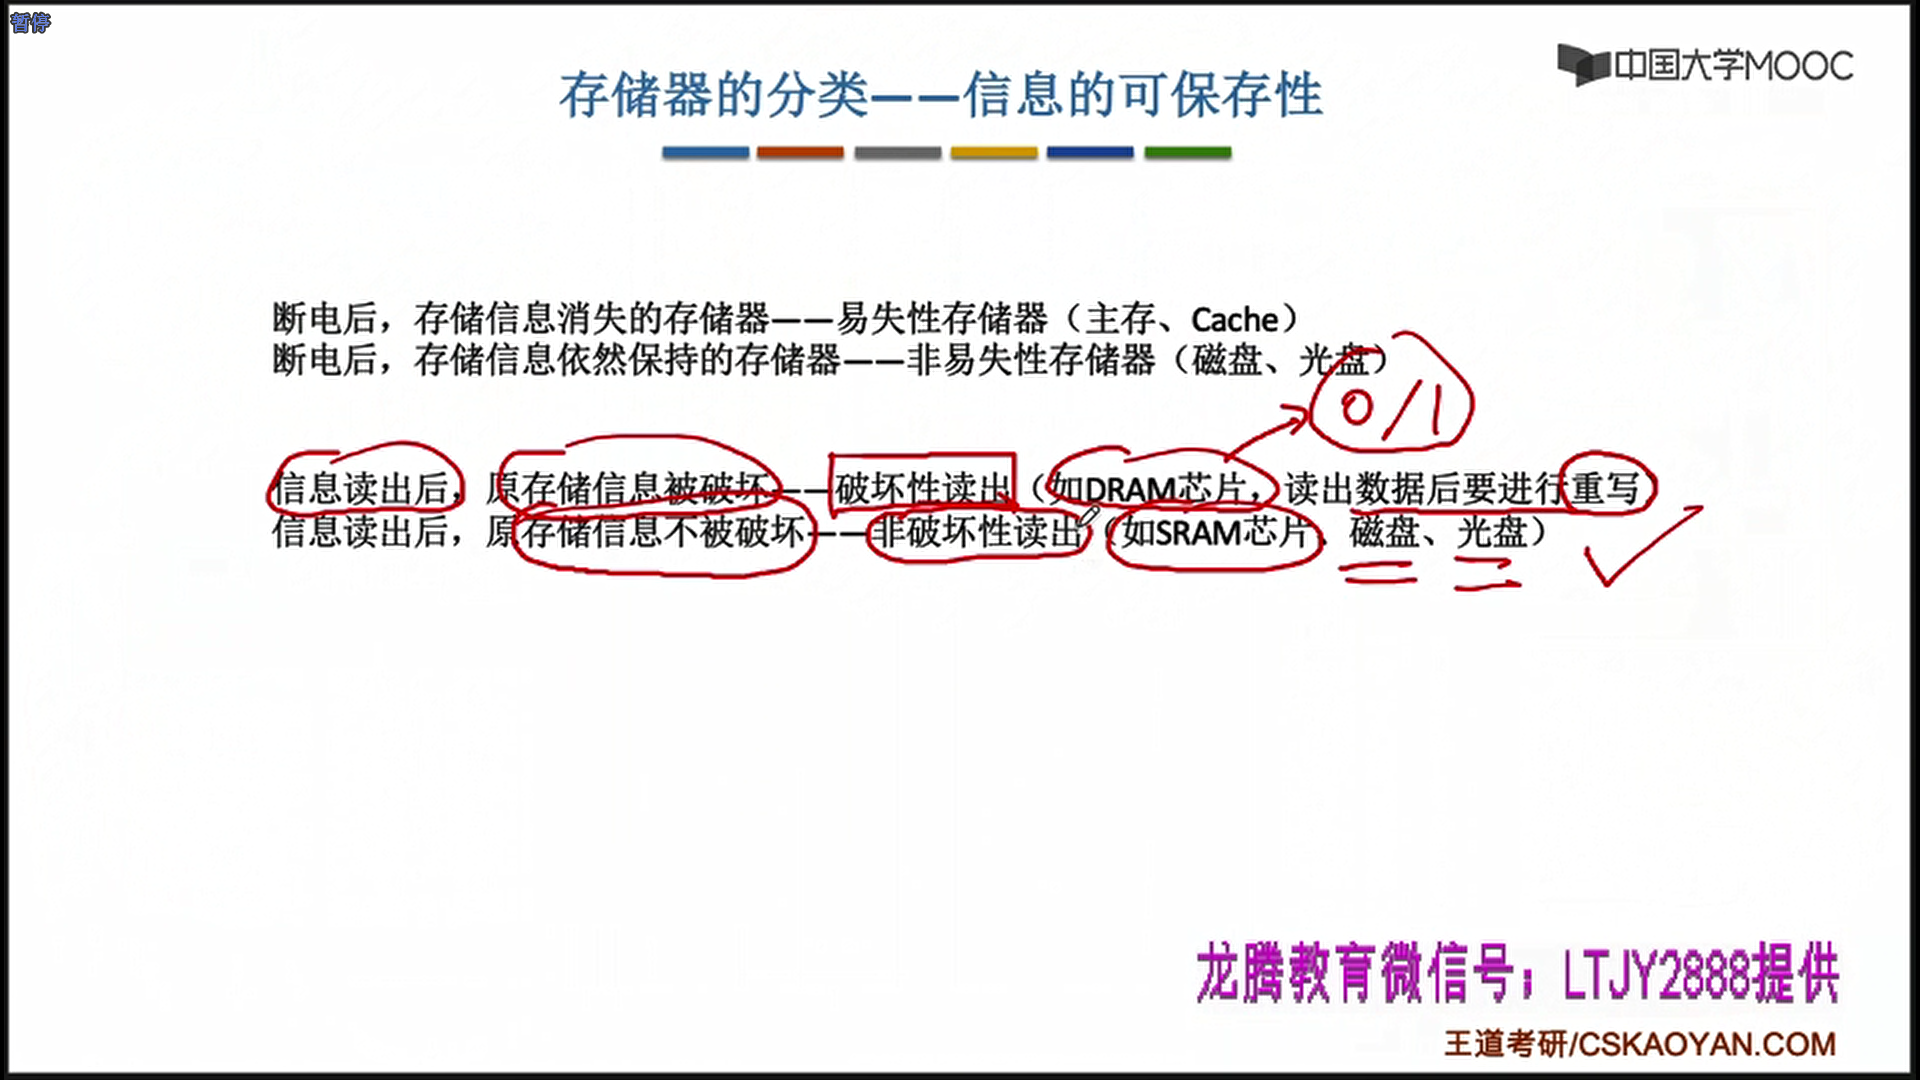 暂停
中国大学MOOC
存储器的分类——信息的可保存性
断电后，存储信息消失的存储器——易失性存储器（主存、Cache）
断电后，存储信息依然保持的存储器——非易失性存储器（磁盘、光盘）
0/1
信息读出后，原存储信息被破坏——破坏性读出（如DRAM芯片，读出数据后要进行重写）
信息读出后，原存储信息不被破坏——非破坏性读出（如SRAM芯片、磁盘、光盘）
龙腾教育微信号：LTJY2888提供
王道考研/CSKAOYAN.COM